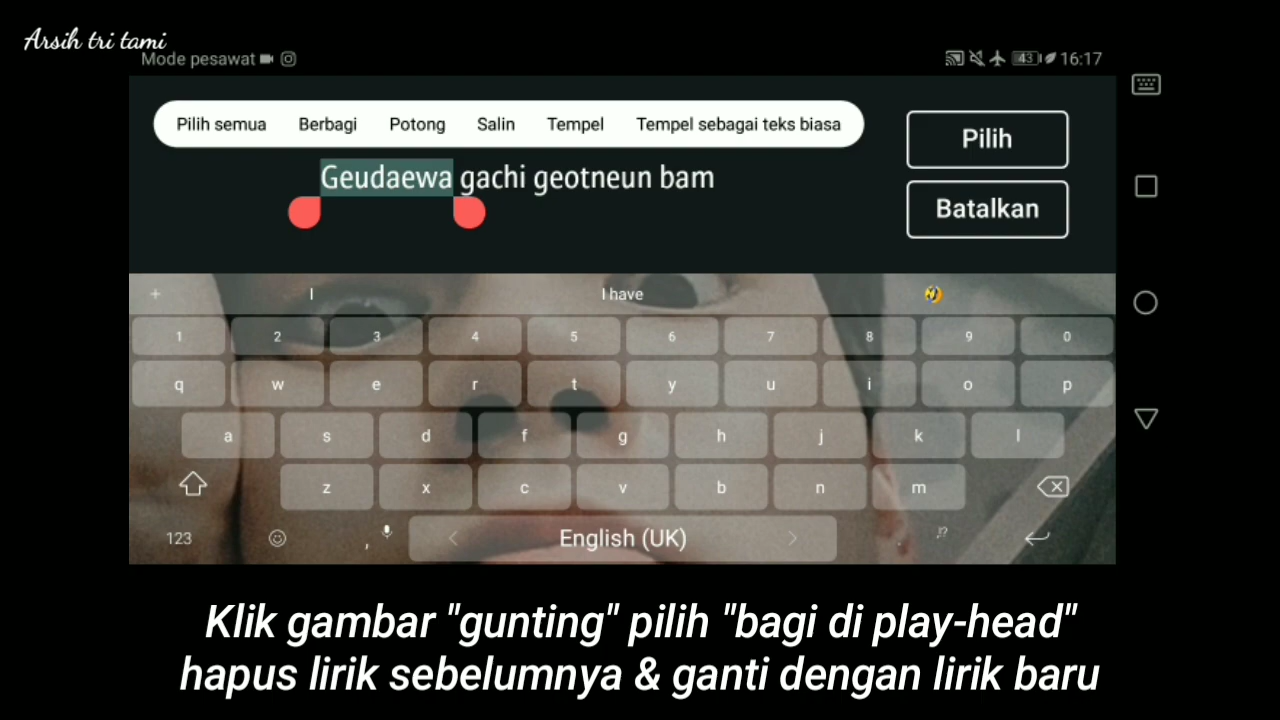 Arsih tri tami
Mode pesawat
43 16:17
Pilih semua Berbagi Potong Salin Tempel Tempel sebagai teks biasa
Pilih
Geudaewa gachi geotneun bam
Batalkan
+ I I have
1 2 3 4 5 6 7 8 9 0
q w e r t y u i o p
a s d f g h j k l
z x c v b n m
123 , < English (UK) > . !?
Klik gambar "gunting" pilih "bagi di play-head"
hapus lirik sebelumnya & ganti dengan lirik baru